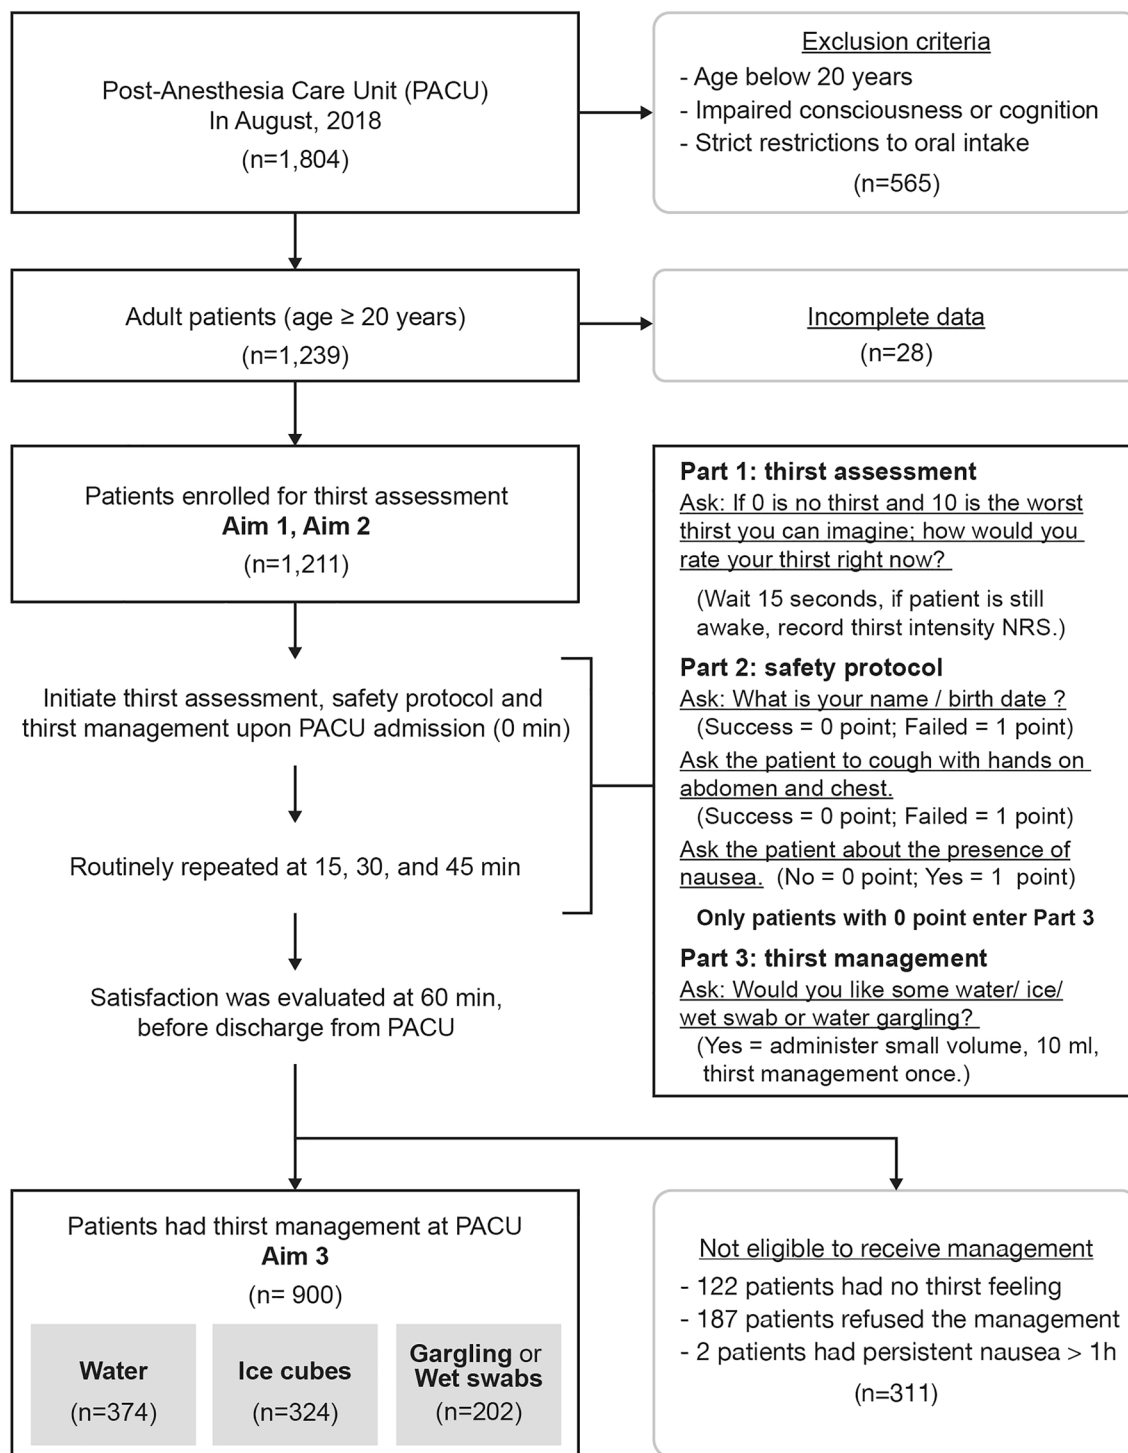 Post-Anesthesia Care Unit (PACU)
In August, 2018
(n=1,804)
Exclusion criteria
- Age below 20 years
- Impaired consciousness or cognition
- Strict restrictions to oral intake
(n=565)
Adult patients (age ≥ 20 years)
(n=1,239)
Incomplete data
(n=28)
Patients enrolled for thirst assessment
Aim 1, Aim 2
(n=1,211)
Initiate thirst assessment, safety protocol and
thirst management upon PACU admission (0 min)
Routinely repeated at 15, 30, and 45 min
Satisfaction was evaluated at 60 min,
before discharge from PACU
Part 1: thirst assessment
Ask: If 0 is no thirst and 10 is the worst
thirst you can imagine; how would you
rate your thirst right now?
(Wait 15 seconds, if patient is still
awake, record thirst intensity NRS.)
Part 2: safety protocol
Ask: What is your name / birth date ?
(Success = 0 point; Failed = 1 point)
Ask the patient to cough with hands on
abdomen and chest.
(Success = 0 point; Failed = 1 point)
Ask the patient about the presence of
nausea. (No = 0 point; Yes = 1 point)
Only patients with 0 point enter Part 3
Part 3: thirst management
Ask: Would you like some water/ ice/
wet swab or water gargling?
(Yes = administer small volume, 10 ml,
thirst management once.)
Patients had thirst management at PACU
Aim 3
(n= 900)
Water
(n=374)
Ice cubes
(n=324)
Gargling or
Wet swabs
(n=202)
Not eligible to receive management
- 122 patients had no thirst feeling
- 187 patients refused the management
- 2 patients had persistent nausea > 1h
(n=311)